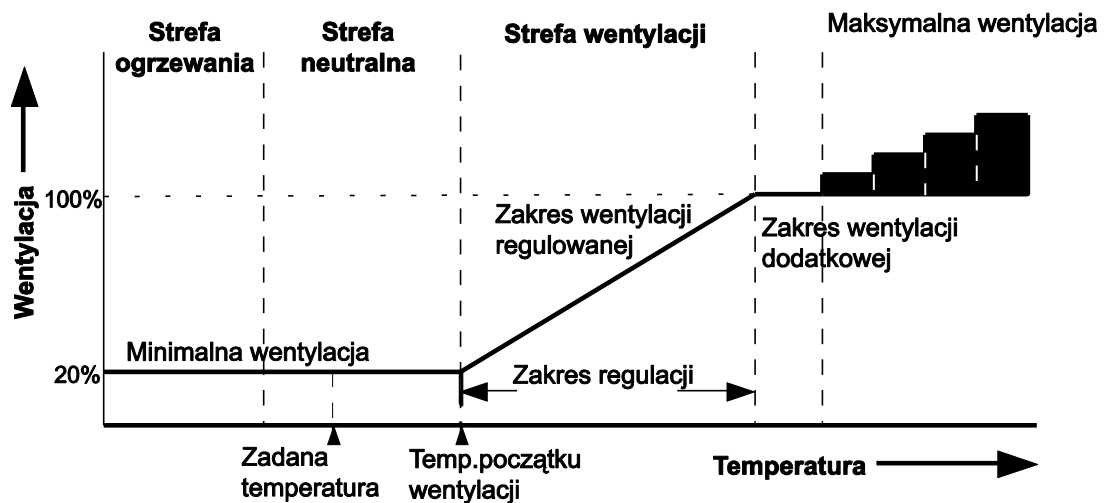 Strefa
ogrzewania
Strefa
neutralna
Strefa wentylacji
Maksymalna wentylacja
Wentylacja
100%
Zakres wentylacji
regulowanej
Zakres wentylacji
dodatkowej
Minimalna wentylacja
20%
Zakres regulacji
Zadana
temperatura
Temp.początku
wentylacji
Temperatura